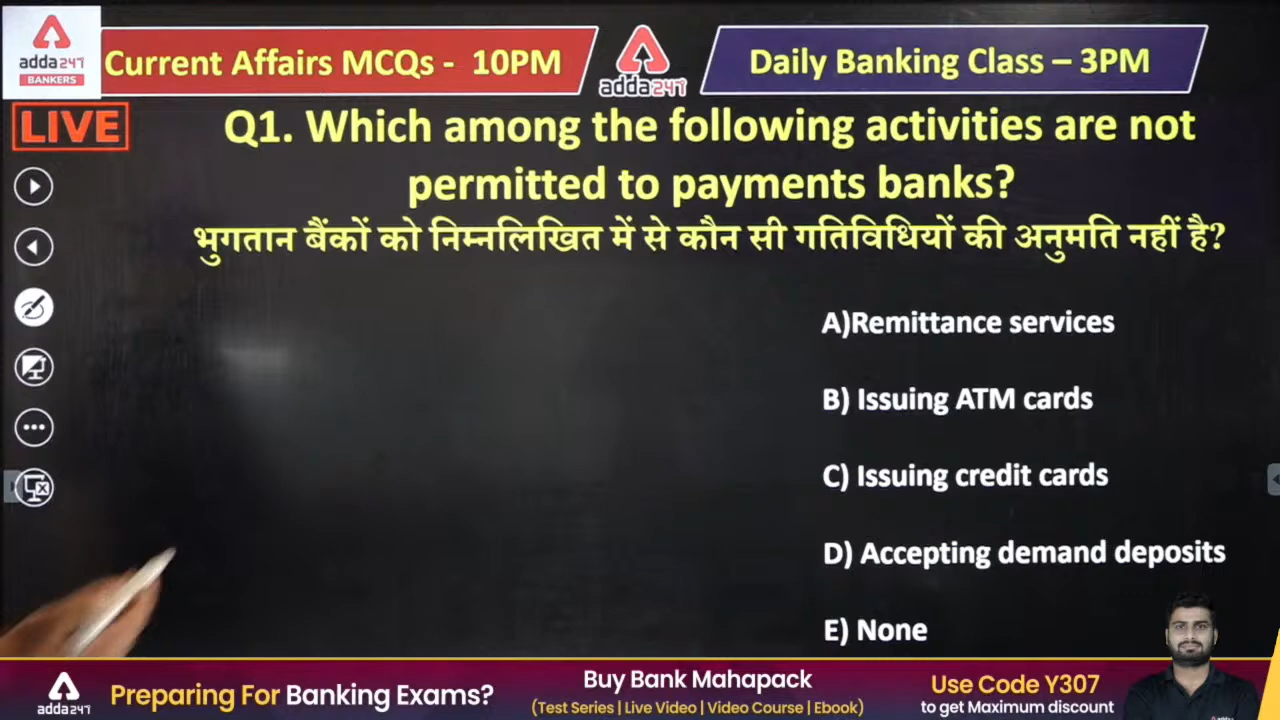 adda247
BANKERS
Current Affairs MCQs - 10PM
adda247
Daily Banking Class – 3PM
LIVE
Q1. Which among the following activities are not
permitted to payments banks?
भुगतान बैंकों को निम्नलिखित में से कौन सी गतिविधियों की अनुमति नहीं है?
A)Remittance services
B) Issuing ATM cards
C) Issuing credit cards
D) Accepting demand deposits
E) None
adda247
Preparing For Banking Exams?
Buy Bank Mahapack
(Test Series | Live Video | Video Course | Ebook)
Use Code Y307
to get Maximum discount